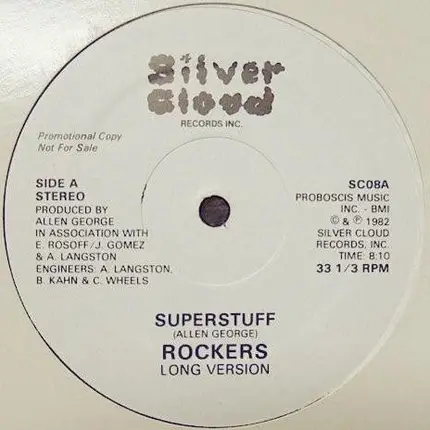 Silver
Cloud
RECORDS INC.
Promotional Copy
Not For Sale
SIDE A
STEREO
PRODUCED BY
ALLEN GEORGE
IN ASSOCIATION WITH
E. ROSOFF/J. GOMEZ
& A. LANGSTON
ENGINEERS: A. LANGSTON,
B. KAHN & C. WHEELS
SC08A
PROBOSCIS MUSIC
INC. - BMI
© & ℗ 1982
SILVER CLOUD
RECORDS, INC.
TIME: 8:10
33 1/3 RPM
SUPERSTUFF
(ALLEN GEORGE)
ROCKERS
LONG VERSION